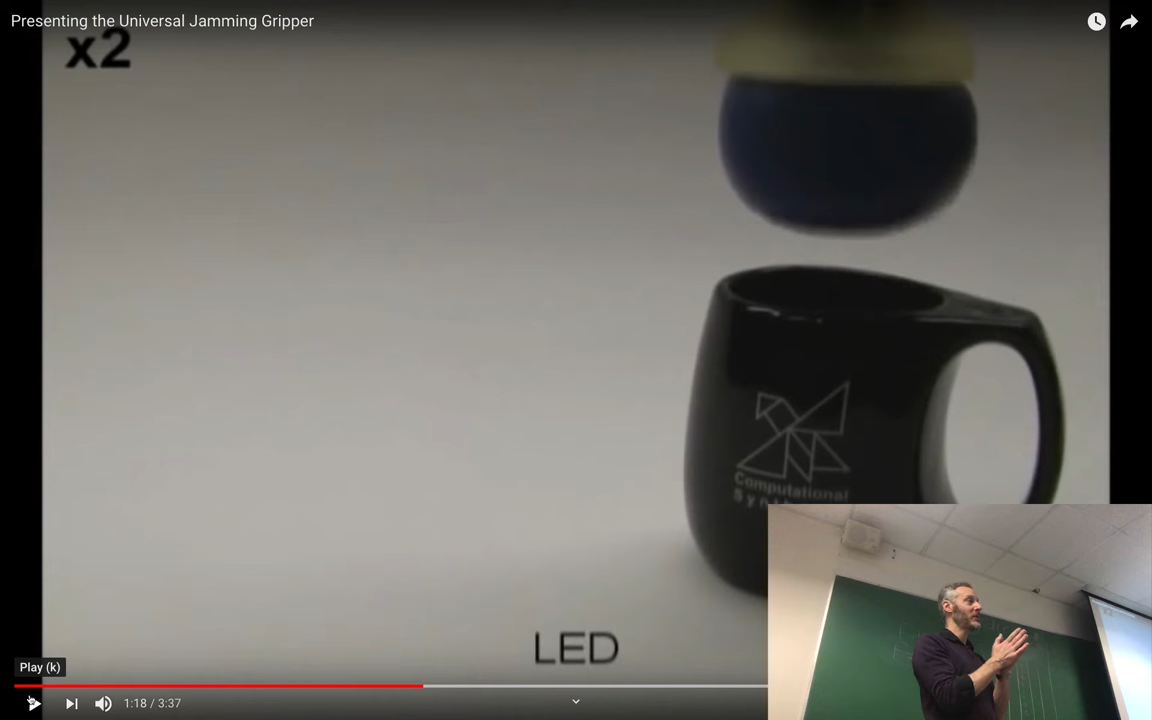 Presenting the Universal Jamming Gripper
x2
Computational
LED
Play (k)
1:18 / 3:37